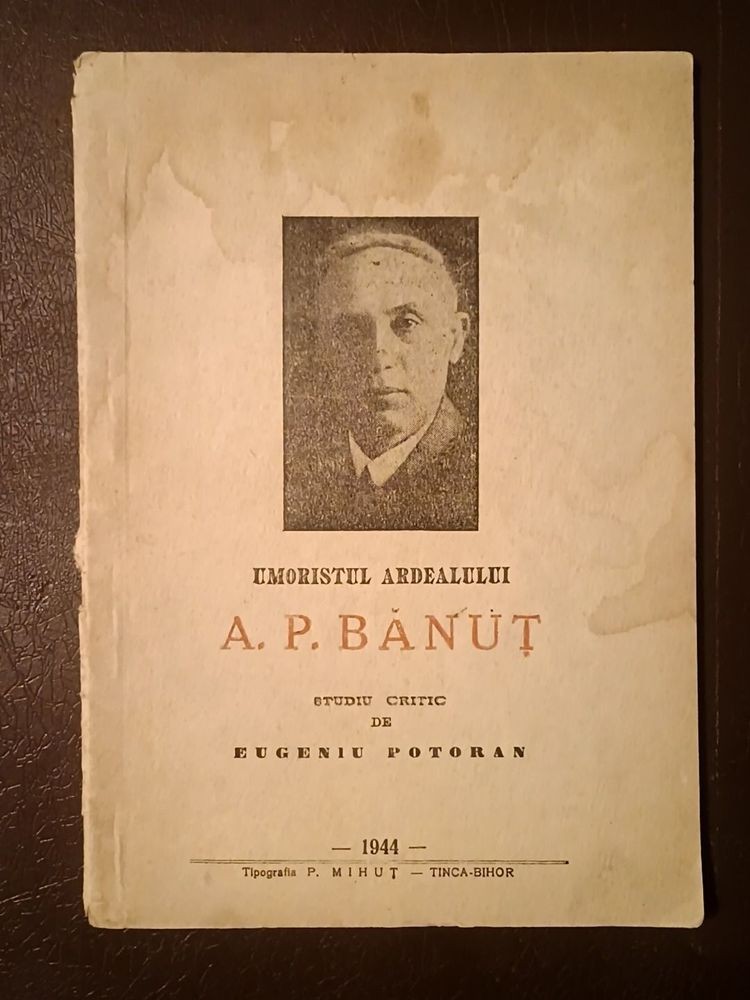 UMORISTUL ARDEALULUI
A. P. BĂNUȚ
STUDIU CRITIC
DE
EUGENIU POTORAN
— 1944 —
Tipografia P. MIHUȚ — TINCA-BIHOR